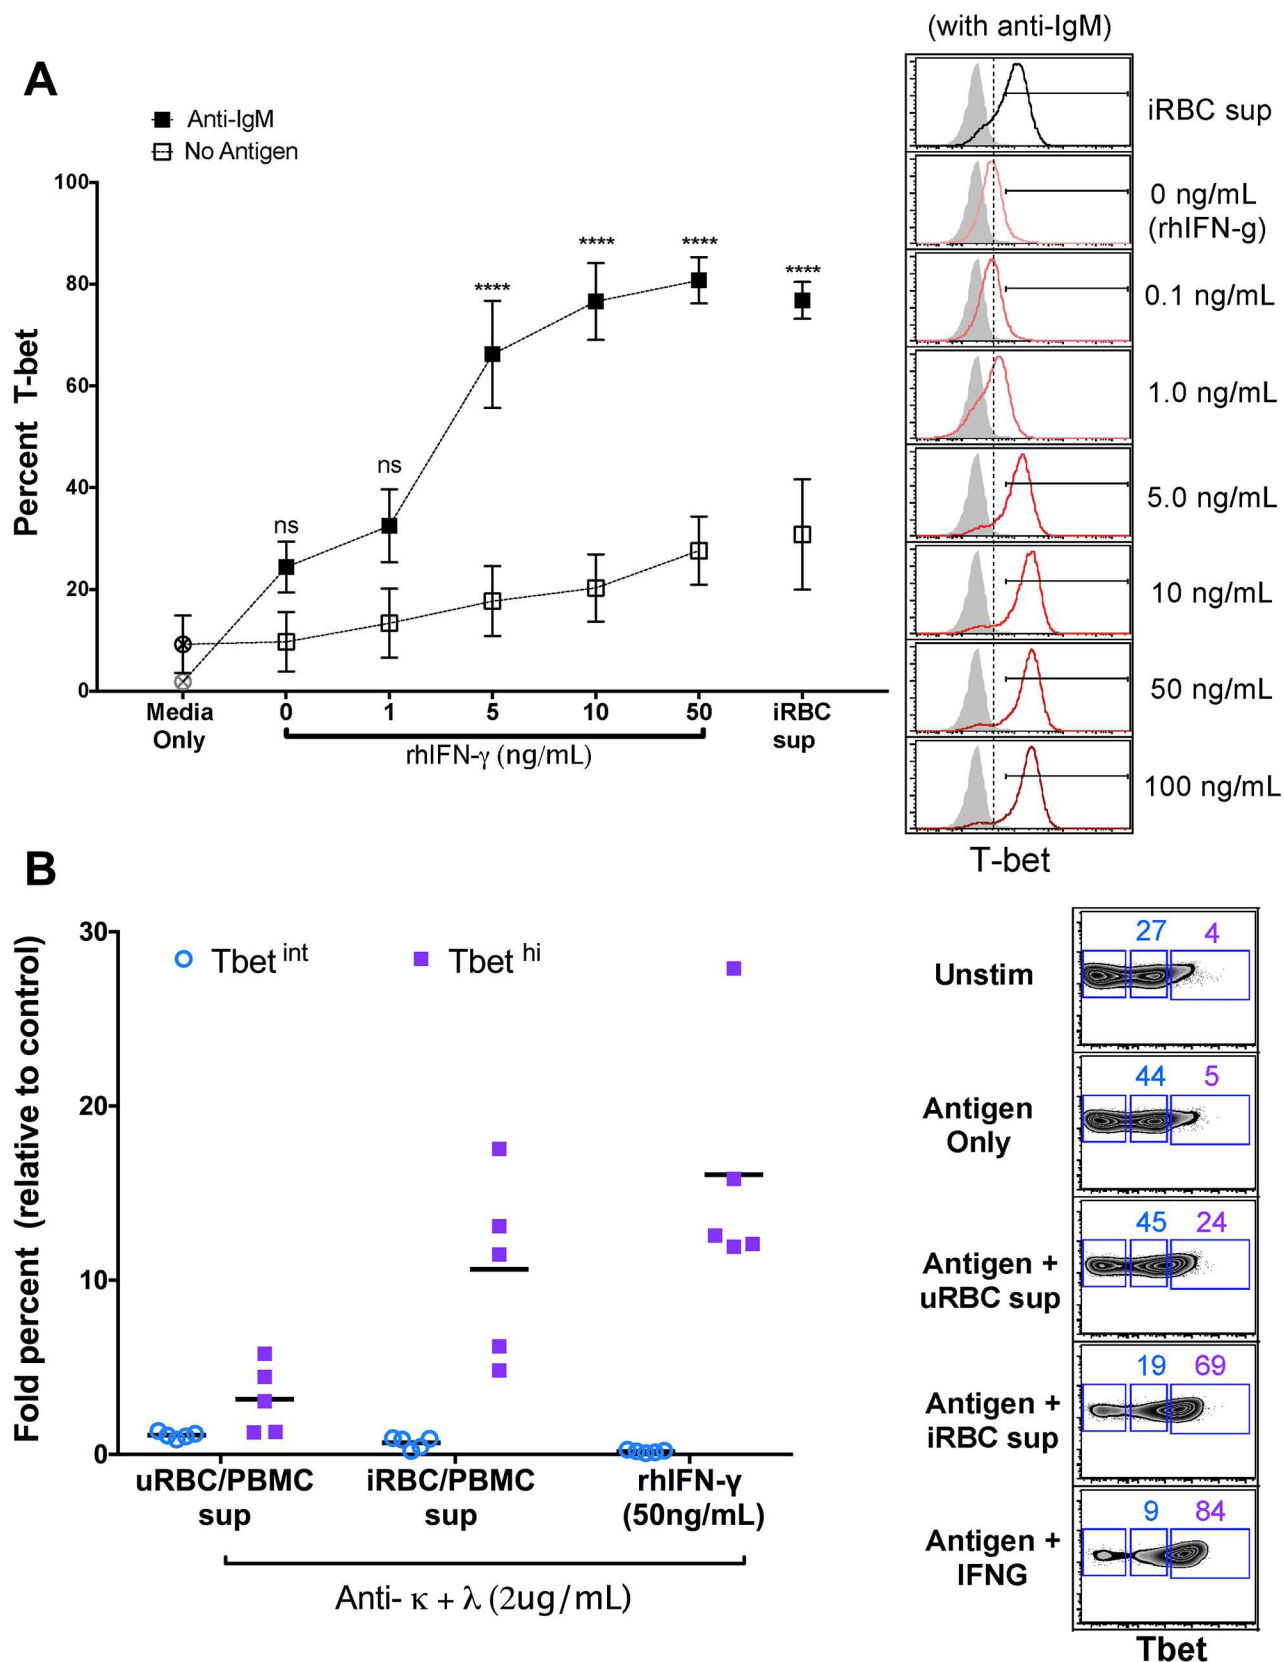 (with anti-IgM)
A
Anti-IgM
No Antigen
100
80
60
40
20
0
Percent T-bet
ns
ns
****
****
****
****
Media
Only
0
1
5
10
50
iRBC
sup
rhIFN-γ (ng/mL)
iRBC sup
0 ng/mL
(rhIFN-g)
0.1 ng/mL
1.0 ng/mL
5.0 ng/mL
10 ng/mL
50 ng/mL
100 ng/mL
T-bet
B
Tbet int
Tbet hi
30
20
10
0
Fold percent (relative to control)
uRBC/PBMC
sup
iRBC/PBMC
sup
rhIFN-γ
(50ng/mL)
Anti- κ + λ (2ug/mL)
Unstim
27 4
Antigen
Only
44 5
Antigen +
uRBC sup
45 24
Antigen +
iRBC sup
19 69
Antigen +
IFNG
9 84
Tbet